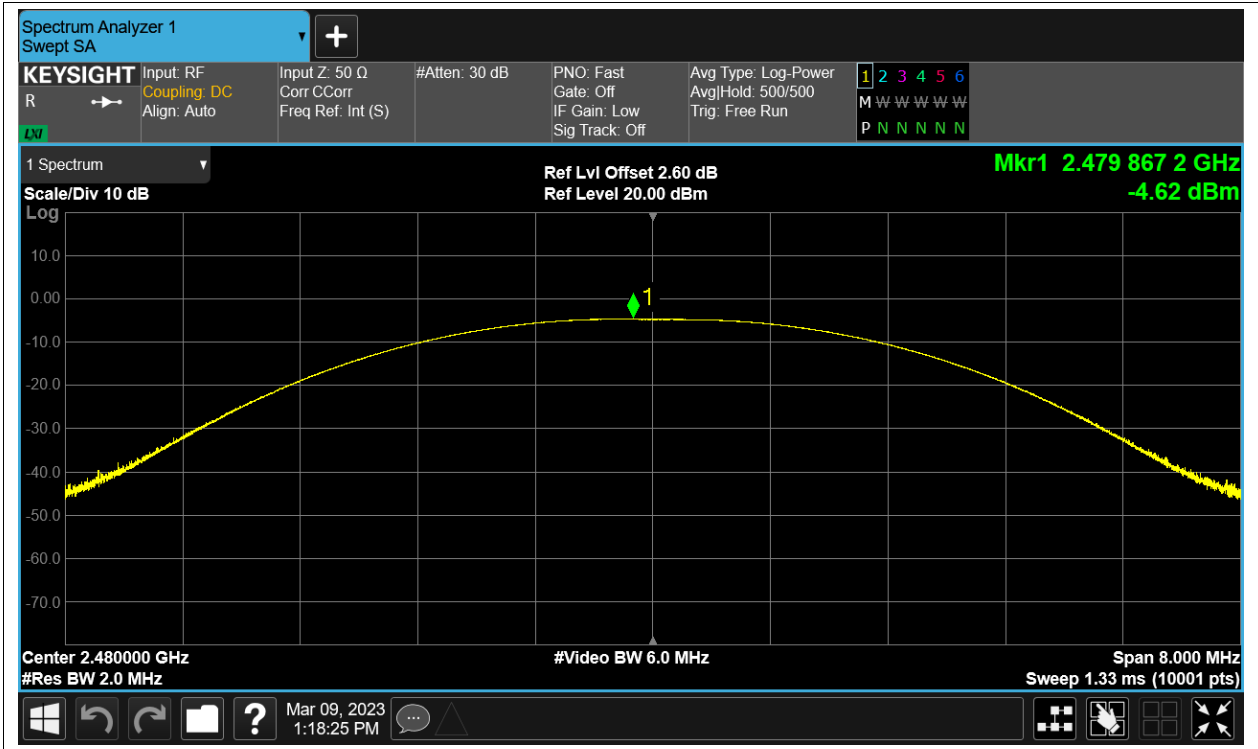 Spectrum Analyzer 1
Swept SA
+
KEYSIGHT
R
LXI
Input: RF
Coupling: DC
Align: Auto
Input Z: 50 Ω
Corr CCorr
Freq Ref: Int (S)
#Atten: 30 dB
PNO: Fast
Gate: Off
IF Gain: Low
Sig Track: Off
Avg Type: Log-Power
Avg|Hold: 500/500
Trig: Free Run
1 2 3 4 5 6
M W W W W W
P N N N N N
1 Spectrum
Scale/Div 10 dB
Log
Ref Lvl Offset 2.60 dB
Ref Level 20.00 dBm
Mkr1 2.479 867 2 GHz
-4.62 dBm
1
10.0
0.00
-10.0
-20.0
-30.0
-40.0
-50.0
-60.0
-70.0
Center 2.480000 GHz
#Res BW 2.0 MHz
#Video BW 6.0 MHz
Span 8.000 MHz
Sweep 1.33 ms (10001 pts)
?
Mar 09, 2023
1:18:25 PM